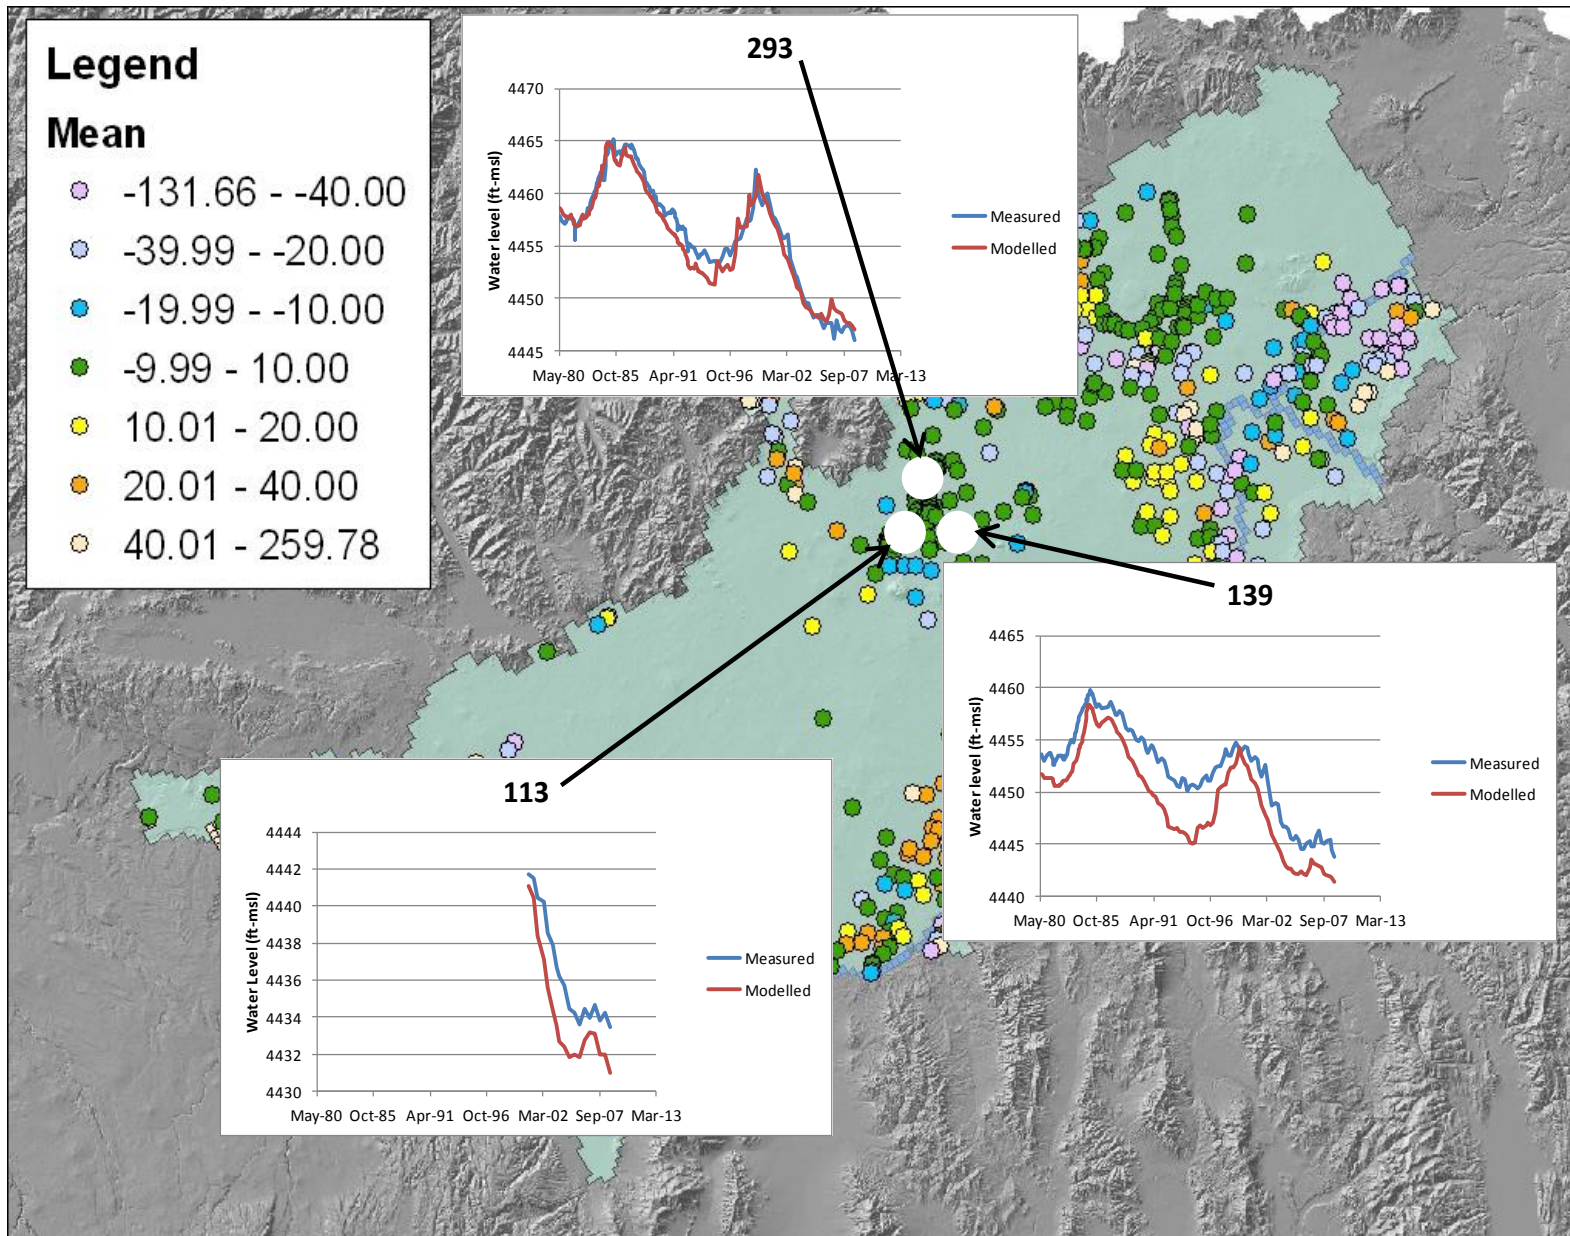 Legend
Mean
-131.66 - -40.00
-39.99 - -20.00
-19.99 - -10.00
-9.99 - 10.00
10.01 - 20.00
20.01 - 40.00
40.01 - 259.78
293
4470
4465
4460
4455
4450
4445
Water level (ft-msl)
May-80 Oct-85 Apr-91 Oct-96 Mar-02 Sep-07 Mar-13
Measured
Modelled
139
4465
4460
4455
4450
4445
4440
Water level (ft-msl)
May-80 Oct-85 Apr-91 Oct-96 Mar-02 Sep-07 Mar-13
Measured
Modelled
113
4444
4442
4440
4438
4436
4434
4432
4430
Water Level (ft-msl)
May-80 Oct-85 Apr-91 Oct-96 Mar-02 Sep-07 Mar-13
Measured
Modelled